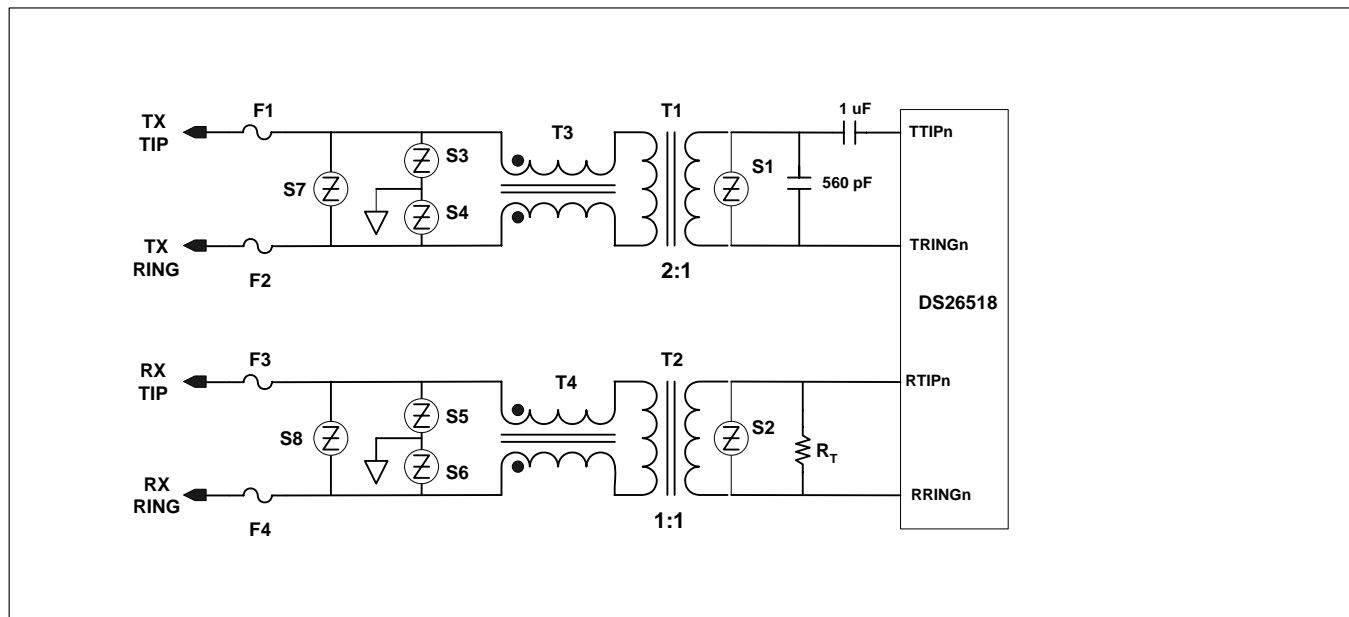 F1
TX
TIP
T3
T1
1 uF
TTIPn
S3
S7
S4
S1
560 pF
TX
RING
F2
2:1
TRINGn
DS26518
F3
RX
TIP
T4
T2
RTIPn
S5
S8
S6
S2
RT
RX
RING
F4
1:1
RRINGn